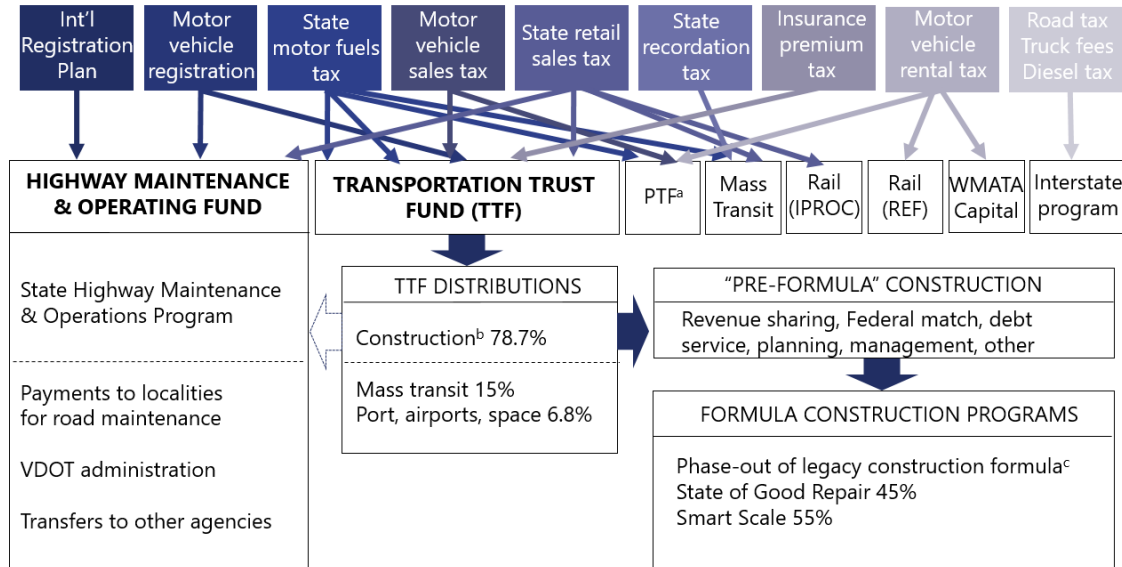 Int’l
Registration
Plan
Motor
vehicle
registration
State
motor fuels
tax
Motor
vehicle
sales tax
State retail
sales tax
State
recordation
tax
Insurance
premium
tax
Motor
vehicle
rental tax
Road tax
Truck fees
Diesel tax
HIGHWAY MAINTENANCE
& OPERATING FUND
TRANSPORTATION TRUST
FUND (TTF)
PTFᵃ
Mass
Transit
Rail
(IPROC)
Rail
(REF)
WMATA
Capital
Interstate
program
State Highway Maintenance
& Operations Program
Payments to localities
for road maintenance
VDOT administration
Transfers to other agencies
TTF DISTRIBUTIONS
Constructionᵇ 78.7%
Mass transit 15%
Port, airports, space 6.8%
“PRE-FORMULA” CONSTRUCTION
Revenue sharing, Federal match, debt
service, planning, management, other
FORMULA CONSTRUCTION PROGRAMS
Phase-out of legacy construction formulaᶜ
State of Good Repair 45%
Smart Scale 55%